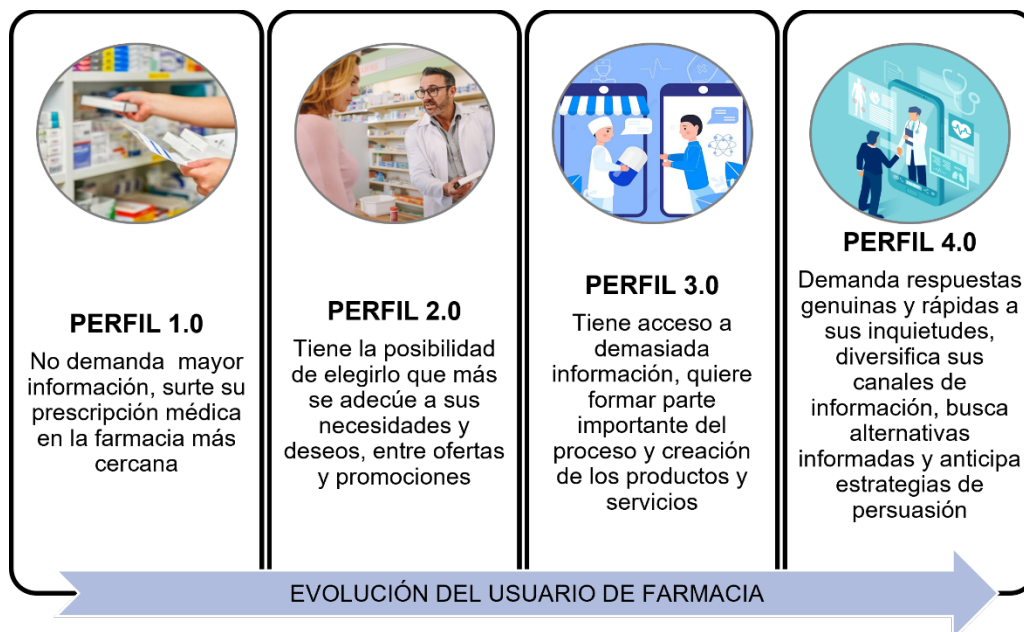 PERFIL 1.0
No demanda mayor
información, surte su
prescripción médica
en la farmacia más
cercana
PERFIL 2.0
Tiene la posibilidad
de elegirlo que más
se adecúe a sus
necesidades y
deseos, entre ofertas
y promociones
PERFIL 3.0
Tiene acceso a
demasiada
información, quiere
formar parte
importante del
proceso y creación
de los productos y
servicios
PERFIL 4.0
Demanda respuestas
genuinas y rápidas a
sus inquietudes,
diversifica sus
canales de
información, busca
alternativas
informadas y anticipa
estrategias de
persuasión
EVOLUCIÓN DEL USUARIO DE FARMACIA